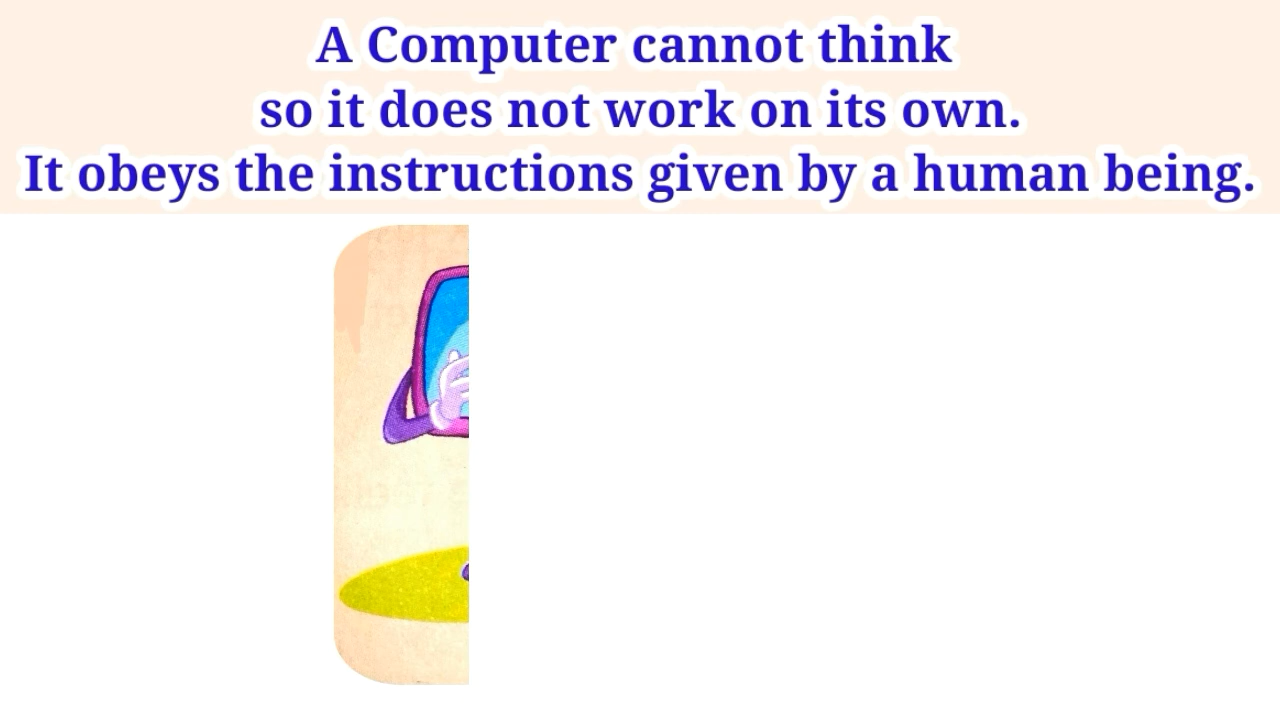 A Computer cannot think
so it does not work on its own.
It obeys the instructions given by a human being.